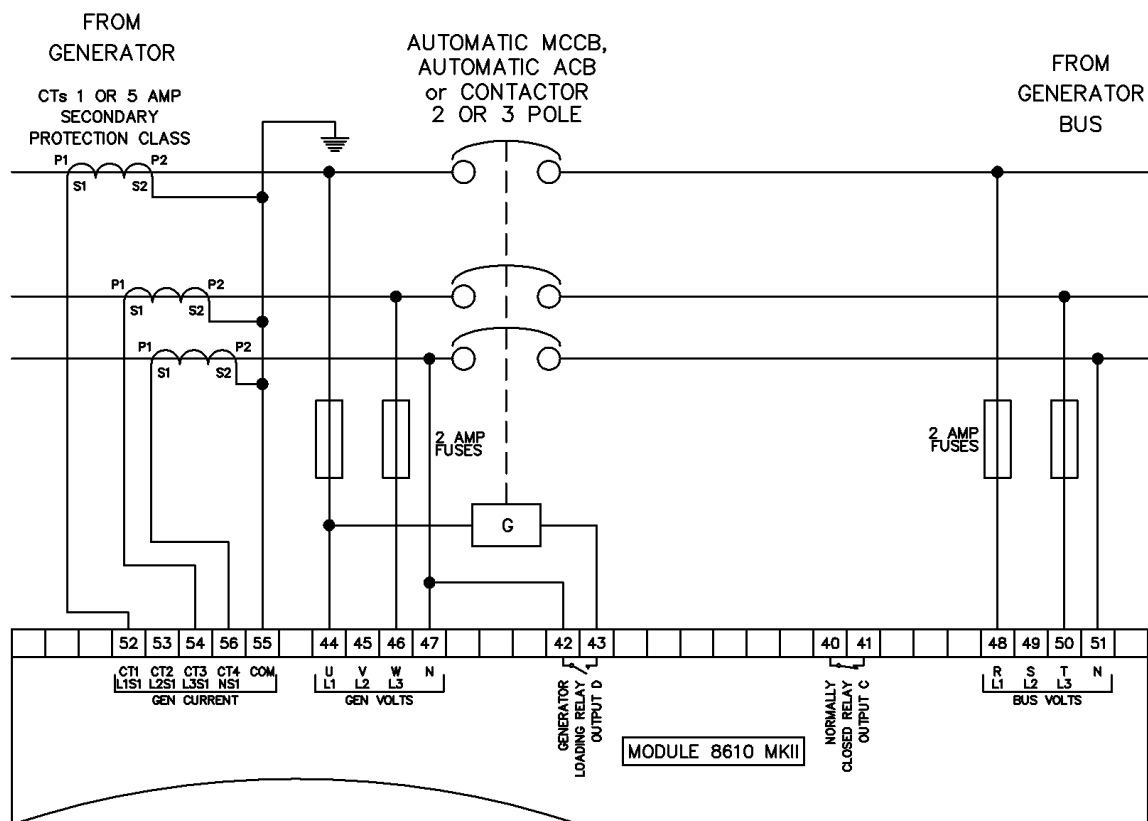 FROM
GENERATOR
CTs 1 OR 5 AMP
SECONDARY
PROTECTION CLASS
AUTOMATIC MCCB,
AUTOMATIC ACB
or CONTACTOR
2 OR 3 POLE
FROM
GENERATOR
BUS
P1 P2
S1 S2
P1 P2
S1 S2
P1 P2
S1 S2
2 AMP
FUSES
2 AMP
FUSES
G
52 53 54 56 55 44 45 46 47 42 43 40 41 48 49 50 51
CT1 CT2 CT3 CT4 COM U V W N R S T N
L1S1 L2S1 L3S1 NS1 L1 L2 L3 L1 L2 L3
GEN CURRENT GEN VOLTS BUS VOLTS
GENERATOR
LOADING RELAY
OUTPUT D
NORMALLY
CLOSED RELAY
OUTPUT C
MODULE 8610 MKII